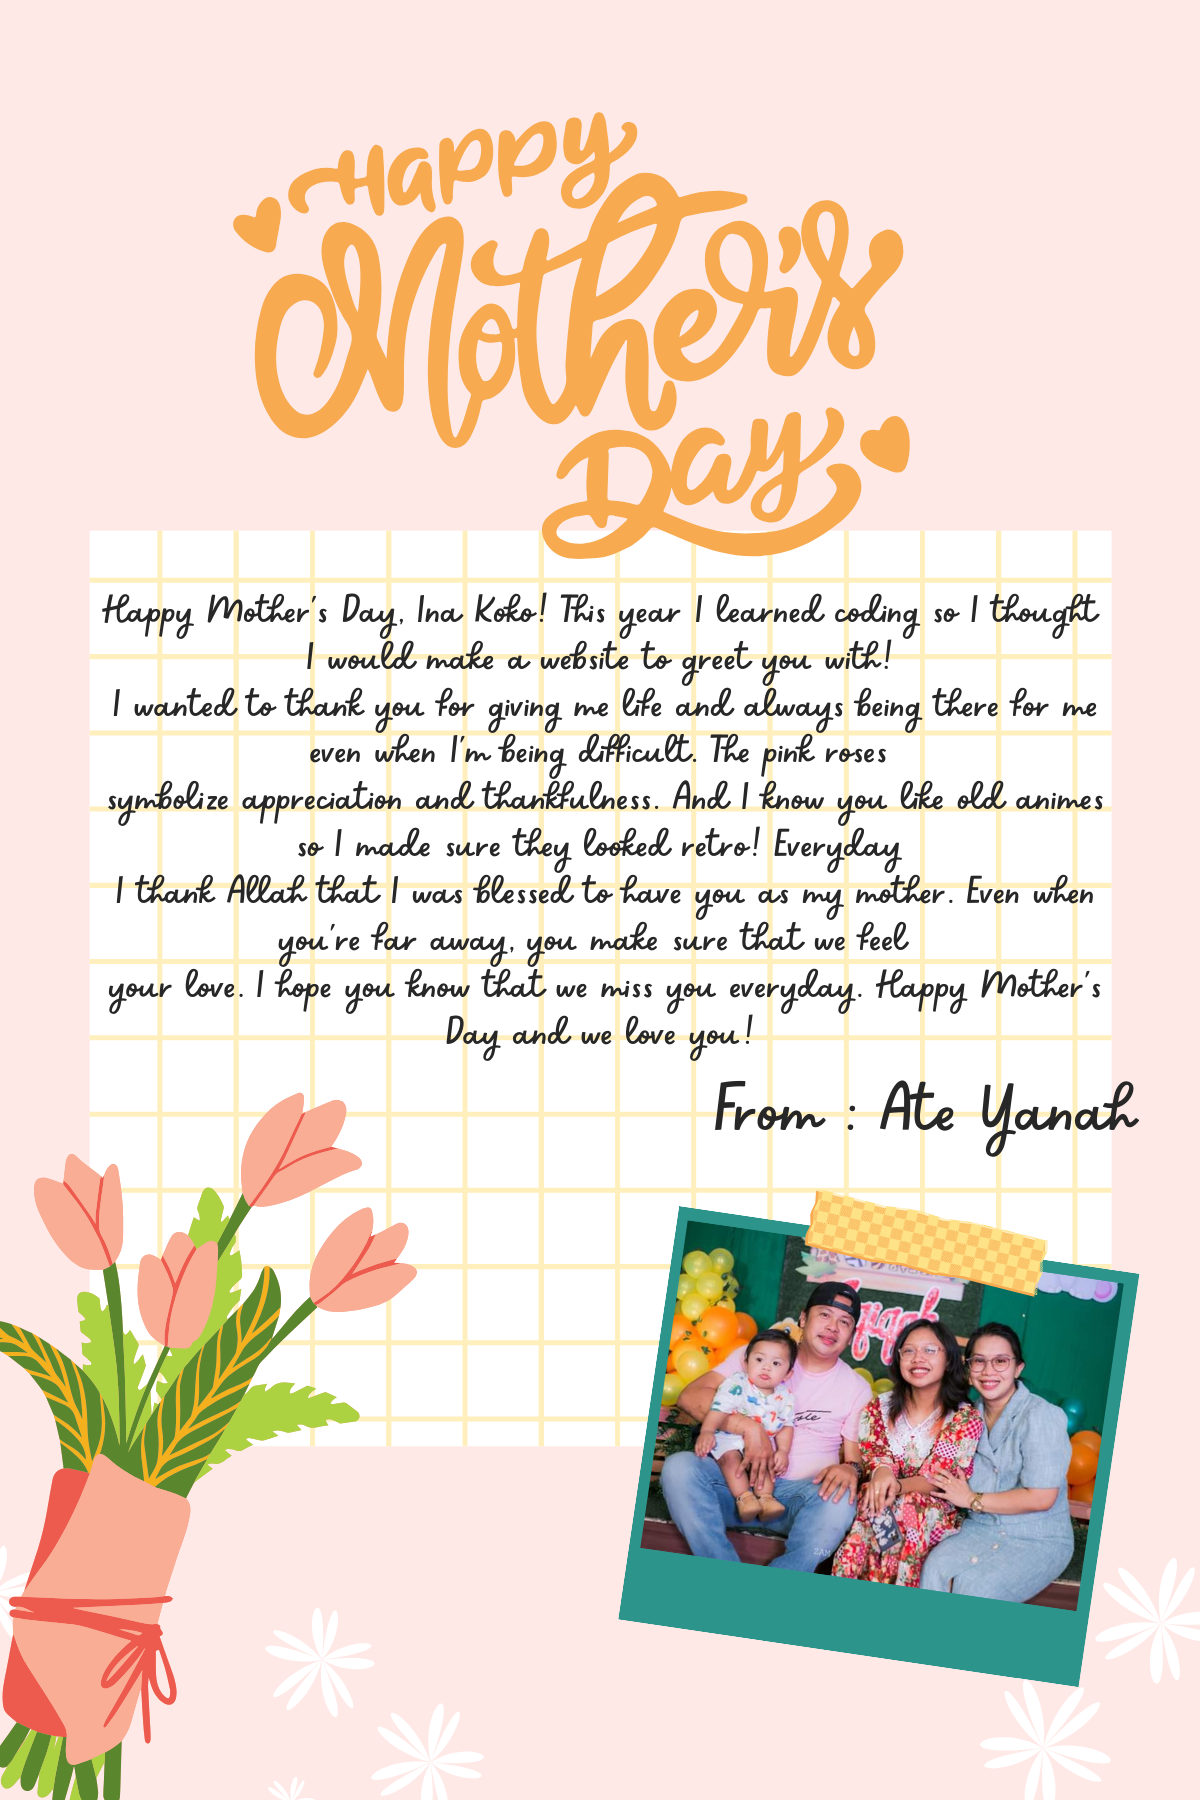 Happy
Mother's
Day
Happy Mother's Day, Ina Koko! This year I learned coding so I thought
I would make a website to greet you with!
I wanted to thank you for giving me life and always being there for me
even when I'm being difficult. The pink roses
symbolize appreciation and thankfulness. And I know you like old animes
so I made sure they looked retro! Everyday
I thank Allah that I was blessed to have you as my mother. Even when
you're far away, you make sure that we feel
your love. I hope you know that we miss you everyday. Happy Mother's
Day and we love you!
From : Ate Yanah
ZAM